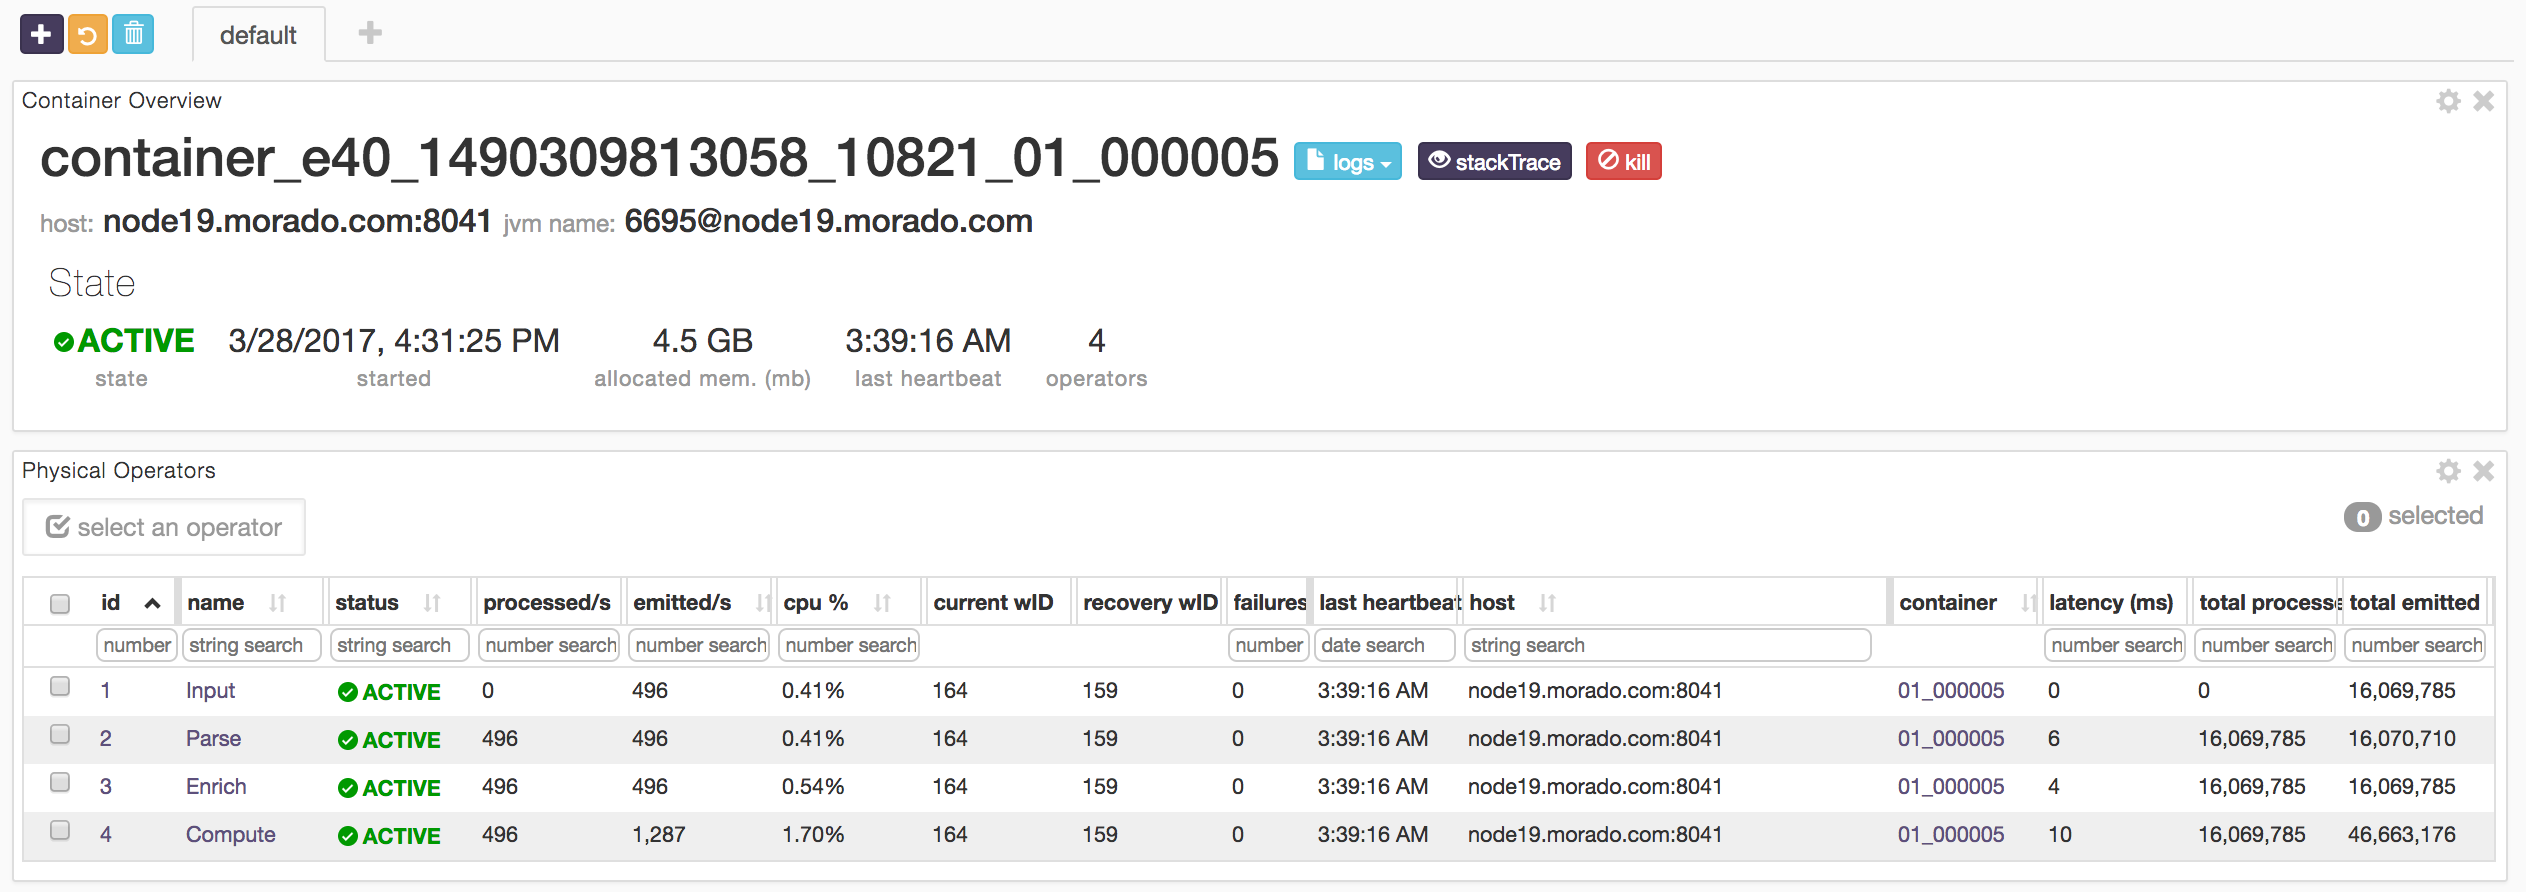 default
Container Overview
container_e40_1490309813058_10821_01_000005 logs stackTrace kill
host: node19.morado.com:8041 jvm name: 6695@node19.morado.com
State
ACTIVE 3/28/2017, 4:31:25 PM 4.5 GB 3:39:16 AM 4
state started allocated mem. (mb) last heartbeat operators
Physical Operators
select an operator
0 selected
id name status processed/s emitted/s cpu % current wID recovery wID failures last heartbeat host container latency (ms) total processe total emitted
number string search string search number search number search number search number date search string search number search number search number search
1 Input ACTIVE 0 496 0.41% 164 159 0 3:39:16 AM node19.morado.com:8041 01_000005 0 0 16,069,785
2 Parse ACTIVE 496 496 0.41% 164 159 0 3:39:16 AM node19.morado.com:8041 01_000005 6 16,069,785 16,070,710
3 Enrich ACTIVE 496 496 0.54% 164 159 0 3:39:16 AM node19.morado.com:8041 01_000005 4 16,069,785 16,069,785
4 Compute ACTIVE 496 1,287 1.70% 164 159 0 3:39:16 AM node19.morado.com:8041 01_000005 10 16,069,785 46,663,176